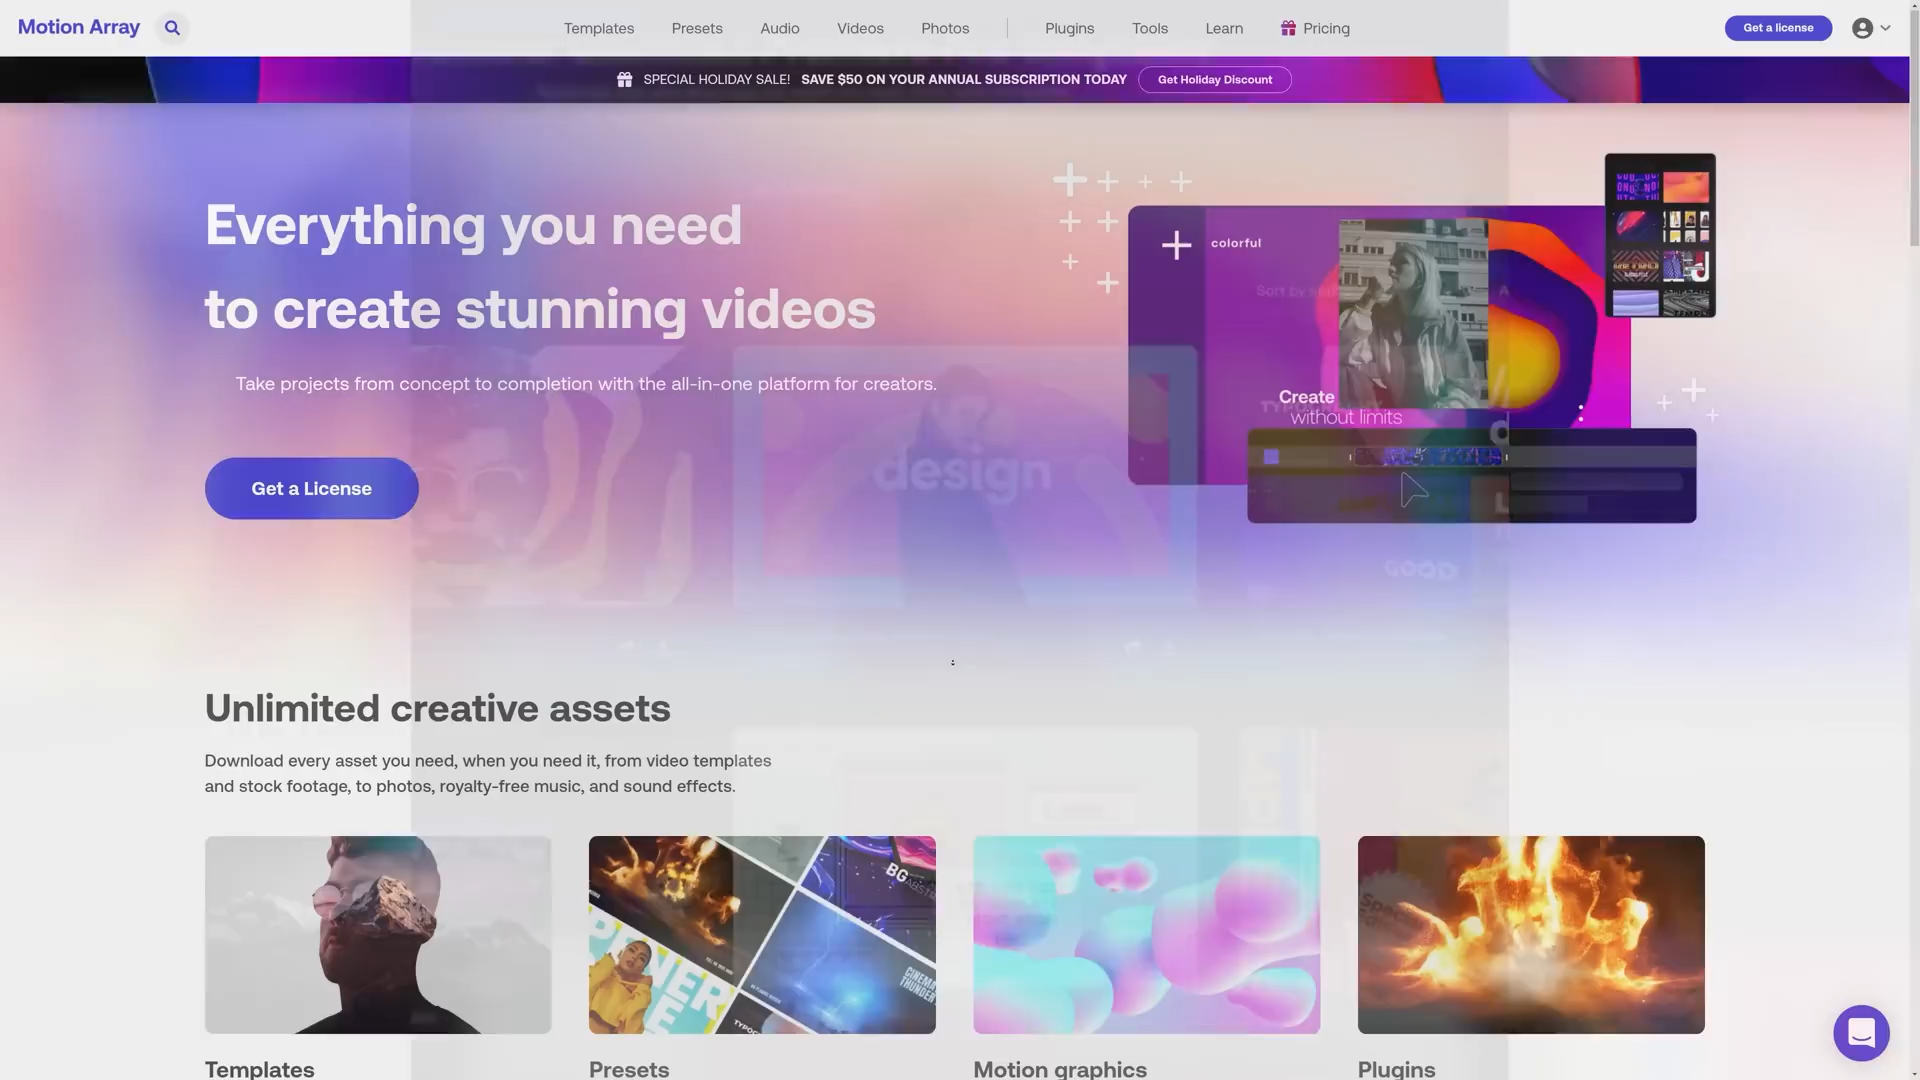 Motion Array
Templates
Presets
Audio
Videos
Photos
Plugins
Tools
Learn
Pricing
Get a license
SPECIAL HOLIDAY SALE! SAVE $50 ON YOUR ANNUAL SUBSCRIPTION TODAY
Get Holiday Discount
Everything you need
to create stunning videos
Take projects from concept to completion with the all-in-one platform for creators.
Get a License
colorful
Create
without limits
design
GOOD
Unlimited creative assets
Download every asset you need, when you need it, from video templates
and stock footage, to photos, royalty-free music, and sound effects.
BG
CINEMA
THUNDER
Templates
Presets
Motion graphics
Plugins